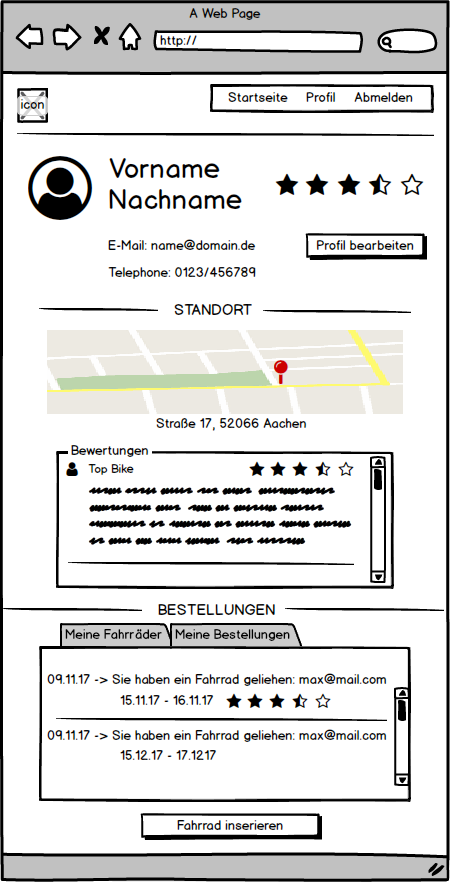 A Web Page
http://
icon
Startseite Profil Abmelden
Vorname
Nachname
E-Mail: name@domain.de
Profil bearbeiten
Telephone: 0123/456789
STANDORT
Straße 17, 52066 Aachen
Bewertungen
Top Bike
BESTELLUNGEN
Meine Fahrräder Meine Bestellungen
09.11.17 -> Sie haben ein Fahrrad geliehen: max@mail.com
15.11.17 - 16.11.17
09.11.17 -> Sie haben ein Fahrrad geliehen: max@mail.com
15.12.17 - 17.1217
Fahrrad inserieren